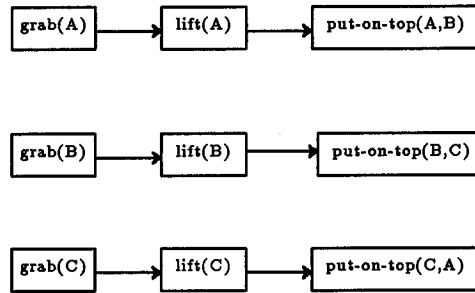 grab(A) lift(A) put-on-top(A,B)
grab(B) lift(B) put-on-top(B,C)
grab(C) lift(C) put-on-top(C,A)